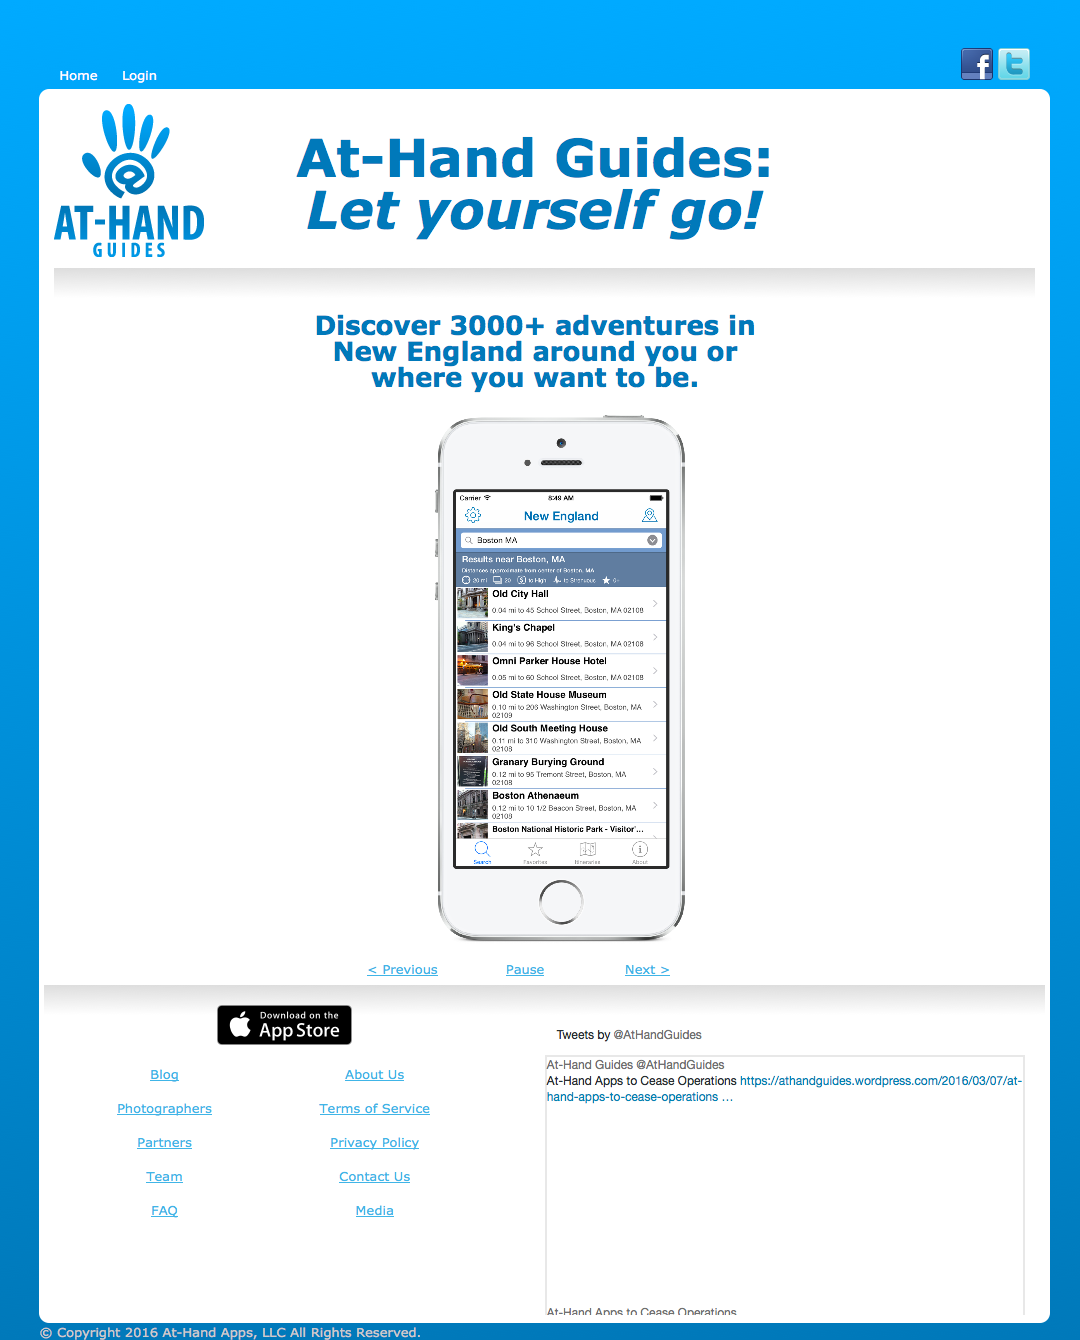 Home Login
AT-HAND
GUIDES
At-Hand Guides:
Let yourself go!
Discover 3000+ adventures in
New England around you or
where you want to be.
Carrier 8:49 AM
New England
Boston MA
Results near Boston, MA
Distances approximate from center of Boston, MA
20 mi 20 to High to Strenuous 0+
Old City Hall
0.04 mi to 45 School Street, Boston, MA 02108
King's Chapel
0.04 mi to 96 School Street, Boston, MA 02108
Omni Parker House Hotel
0.05 mi to 60 School Street, Boston, MA 02108
Old State House Museum
0.10 mi to 206 Washington Street, Boston, MA
02109
Old South Meeting House
0.11 mi to 310 Washington Street, Boston, MA
02108
Granary Burying Ground
0.12 mi to 95 Tremont Street, Boston, MA
02108
Boston Athenaeum
0.12 mi to 10 1/2 Beacon Street, Boston, MA
02108
Boston National Historic Park - Visitor'...
Search Favorites Itineraries About
< Previous Pause Next >
Download on the
App Store
Blog About Us
Photographers Terms of Service
Partners Privacy Policy
Team Contact Us
FAQ Media
Tweets by @AtHandGuides
At-Hand Guides @AtHandGuides
At-Hand Apps to Cease Operations https://athandguides.wordpress.com/2016/03/07/at-
hand-apps-to-cease-operations ...
At-Hand Apps to Cease Operations
© Copyright 2016 At-Hand Apps, LLC All Rights Reserved.